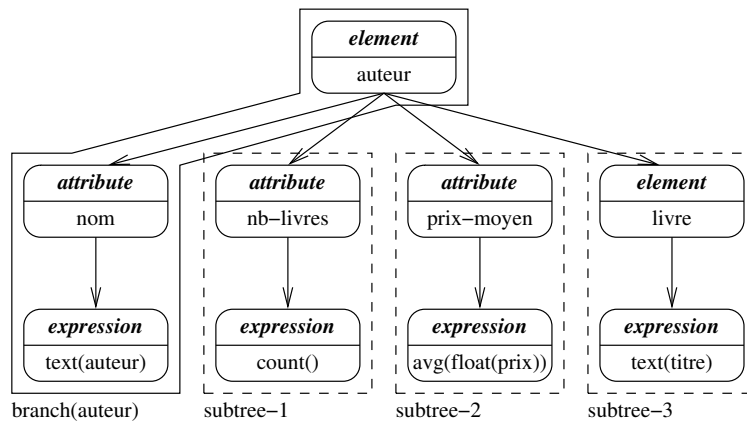 element
auteur
attribute
nom
attribute
nb−livres
attribute
prix−moyen
element
livre
expression
text(auteur)
expression
count()
expression
avg(float(prix))
expression
text(titre)
branch(auteur)
subtree−1
subtree−2
subtree−3